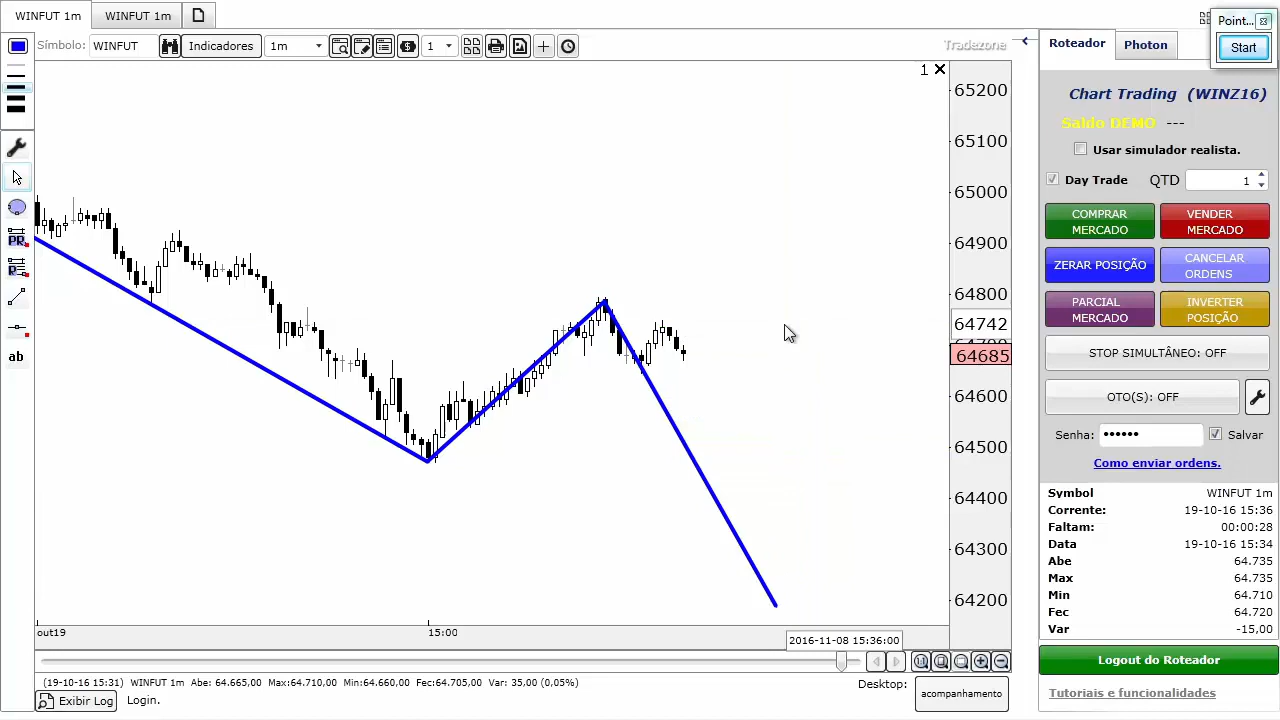 WINFUT 1m
WINFUT 1m
Point...
Start
Símbolo:
WINFUT
Indicadores
1m
1
Tradezone
Roteador
Photon
1
65200
65100
65000
64900
64800
64742
64685
64600
64500
64400
64300
64200
Chart Trading (WINZ16)
Saldo DEMO ---
Usar simulador realista.
Day Trade QTD 1
COMPRAR MERCADO
VENDER MERCADO
ZERAR POSIÇÃO
CANCELAR ORDENS
PARCIAL MERCADO
INVERTER POSIÇÃO
STOP SIMULTÂNEO: OFF
OTO(S): OFF
Senha: •••••• Salvar
Como enviar ordens.
Symbol WINFUT 1m
Corrente: 19-10-16 15:36
Faltam: 00:00:28
Data 19-10-16 15:34
Abe 64.735
Max 64.735
Min 64.710
Fec 64.720
Var -15,00
Logout do Roteador
Tutoriais e funcionalidades
PR
P
ab
out19
15:00
2016-11-08 15:36:00
(19-10-16 15:31) WINFUT 1m Abe: 64.665,00 Max:64.710,00 Min:64.660,00 Fec:64.705,00 Var: 35,00 (0,05%)
Desktop:
acompanhamento
Exibir Log
Login.